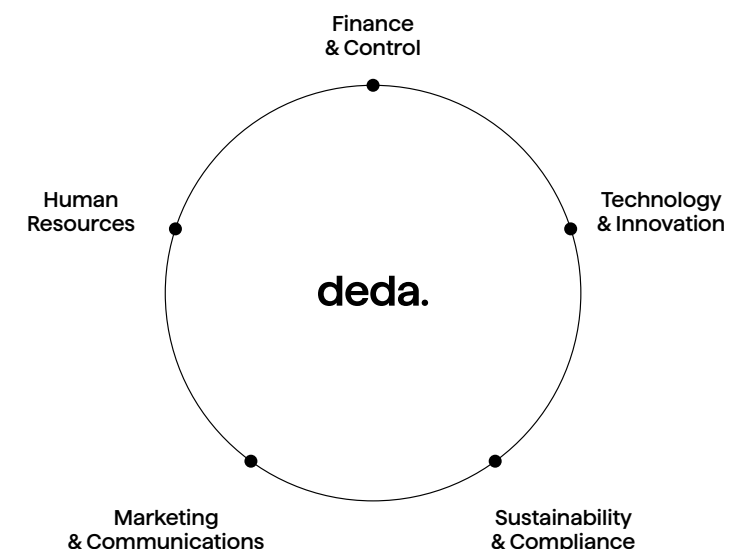 Finance
& Control
Human
Resources
Technology
& Innovation
deda.
Marketing
& Communications
Sustainability
& Compliance